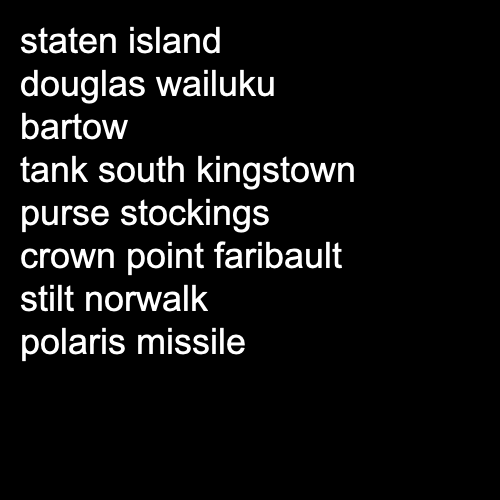 staten island
douglas wailuku
bartow
tank south kingstown
purse stockings
crown point faribault
stilt norwalk
polaris missile